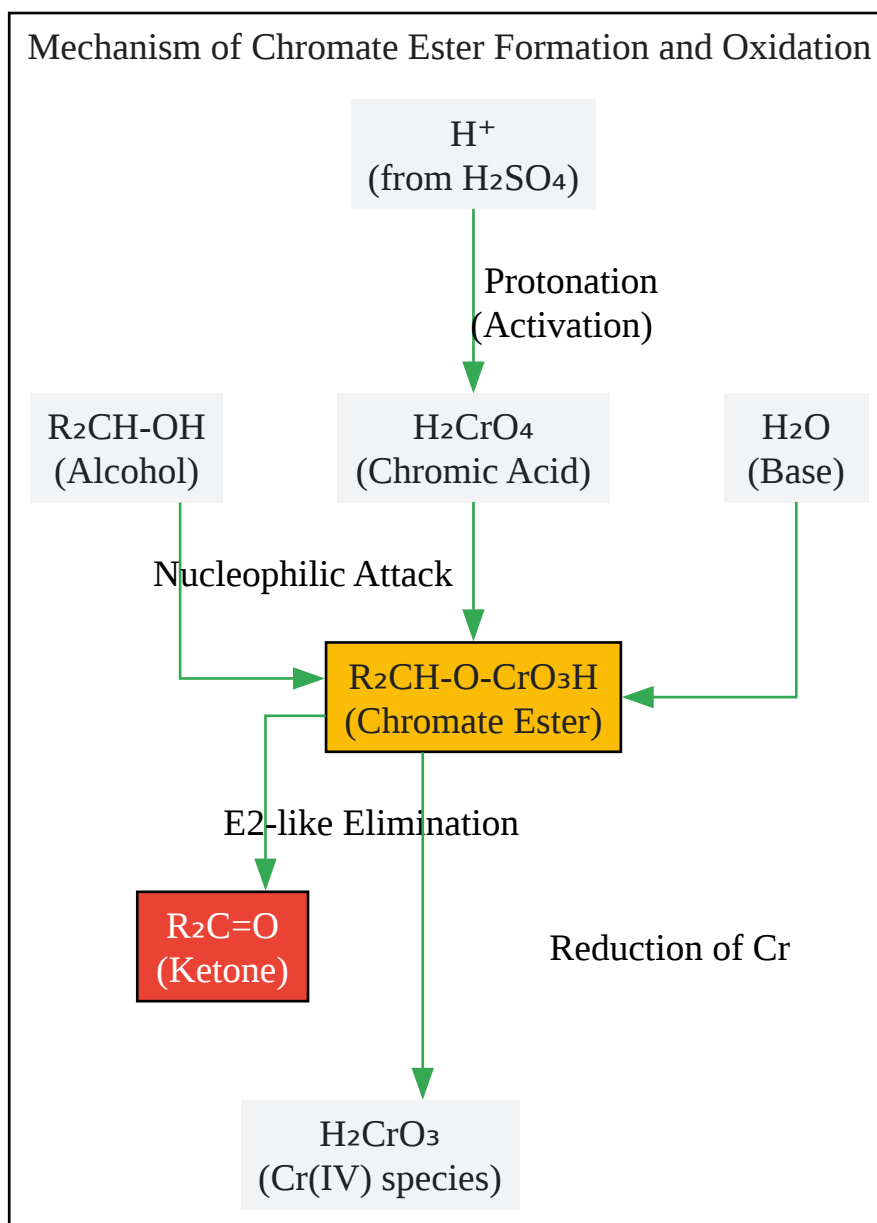 Mechanism of Chromate Ester Formation and Oxidation
H⁺
(from H₂SO₄)
Protonation
(Activation)
R₂CH-OH
(Alcohol)
H₂CrO₄
(Chromic Acid)
H₂O
(Base)
Nucleophilic Attack
R₂CH-O-CrO₃H
(Chromate Ester)
E2-like Elimination
R₂C=O
(Ketone)
Reduction of Cr
H₂CrO₃
(Cr(IV) species)